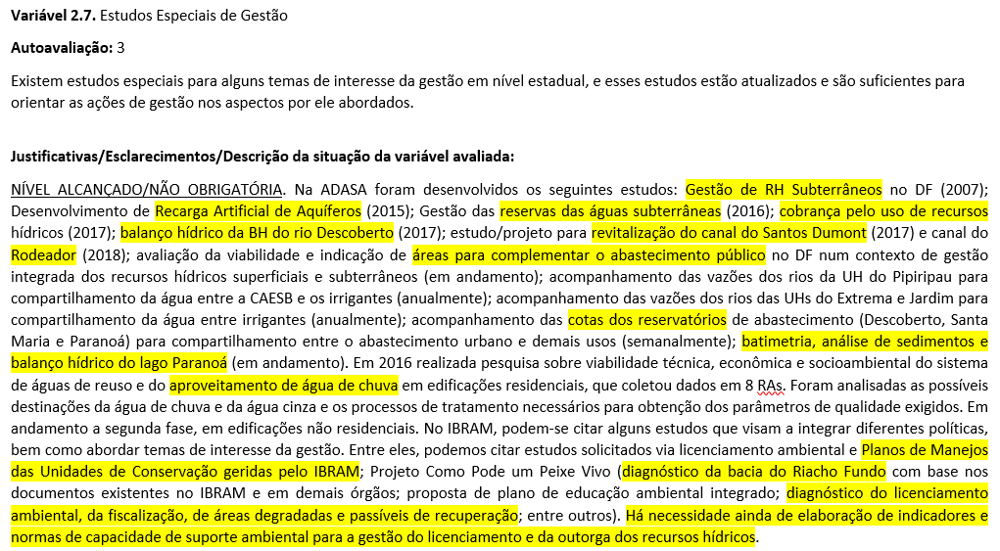 Variável 2.7. Estudos Especiais de Gestão
Autoavaliação: 3
Existem estudos especiais para alguns temas de interesse da gestão em nível estadual, e esses estudos estão atualizados e são suficientes para
orientar as ações de gestão nos aspectos por ele abordados.
Justificativas/Esclarecimentos/Descrição da situação da variável avaliada:
NÍVEL ALCANÇADO/NÃO OBRIGATÓRIA. Na ADASA foram desenvolvidos os seguintes estudos: Gestão de RH Subterrâneos no DF (2007);
Desenvolvimento de Recarga Artificial de Aquíferos (2015); Gestão das reservas das águas subterrâneas (2016); cobrança pelo uso de recursos
hídricos (2017); balanço hídrico da BH do rio Descoberto (2017); estudo/projeto para revitalização do canal do Santos Dumont (2017) e canal do
Rodeador (2018); avaliação da viabilidade e indicação de áreas para complementar o abastecimento público no DF num contexto de gestão
integrada dos recursos hídricos superficiais e subterrâneos (em andamento); acompanhamento das vazões dos rios da UH do Pipiripau para
compartilhamento da água entre a CAESB e os irrigantes (anualmente); acompanhamento das vazões dos rios das UHs do Extrema e Jardim para
compartilhamento da água entre irrigantes (anualmente); acompanhamento das cotas dos reservatórios de abastecimento (Descoberto, Santa
Maria e Paranoá) para compartilhamento entre o abastecimento urbano e demais usos (semanalmente); batimetria, análise de sedimentos e
balanço hídrico do lago Paranoá (em andamento). Em 2016 realizada pesquisa sobre viabilidade técnica, econômica e socioambiental do sistema
de águas de reuso e do aproveitamento de água de chuva em edificações residenciais, que coletou dados em 8 RAs. Foram analisadas as possíveis
destinações da água de chuva e da água cinza e os processos de tratamento necessários para obtenção dos parâmetros de qualidade exigidos. Em
andamento a segunda fase, em edificações não residenciais. No IBRAM, podem-se citar alguns estudos que visam a integrar diferentes políticas,
bem como abordar temas de interesse da gestão. Entre eles, podemos citar estudos solicitados via licenciamento ambiental e Planos de Manejos
das Unidades de Conservação geridas pelo IBRAM; Projeto Como Pode um Peixe Vivo (diagnóstico da bacia do Riacho Fundo com base nos
documentos existentes no IBRAM e em demais órgãos; proposta de plano de educação ambiental integrado; diagnóstico do licenciamento
ambiental, da fiscalização, de áreas degradadas e passíveis de recuperação; entre outros). Há necessidade ainda de elaboração de indicadores e
normas de capacidade de suporte ambiental para a gestão do licenciamento e da outorga dos recursos hídricos.